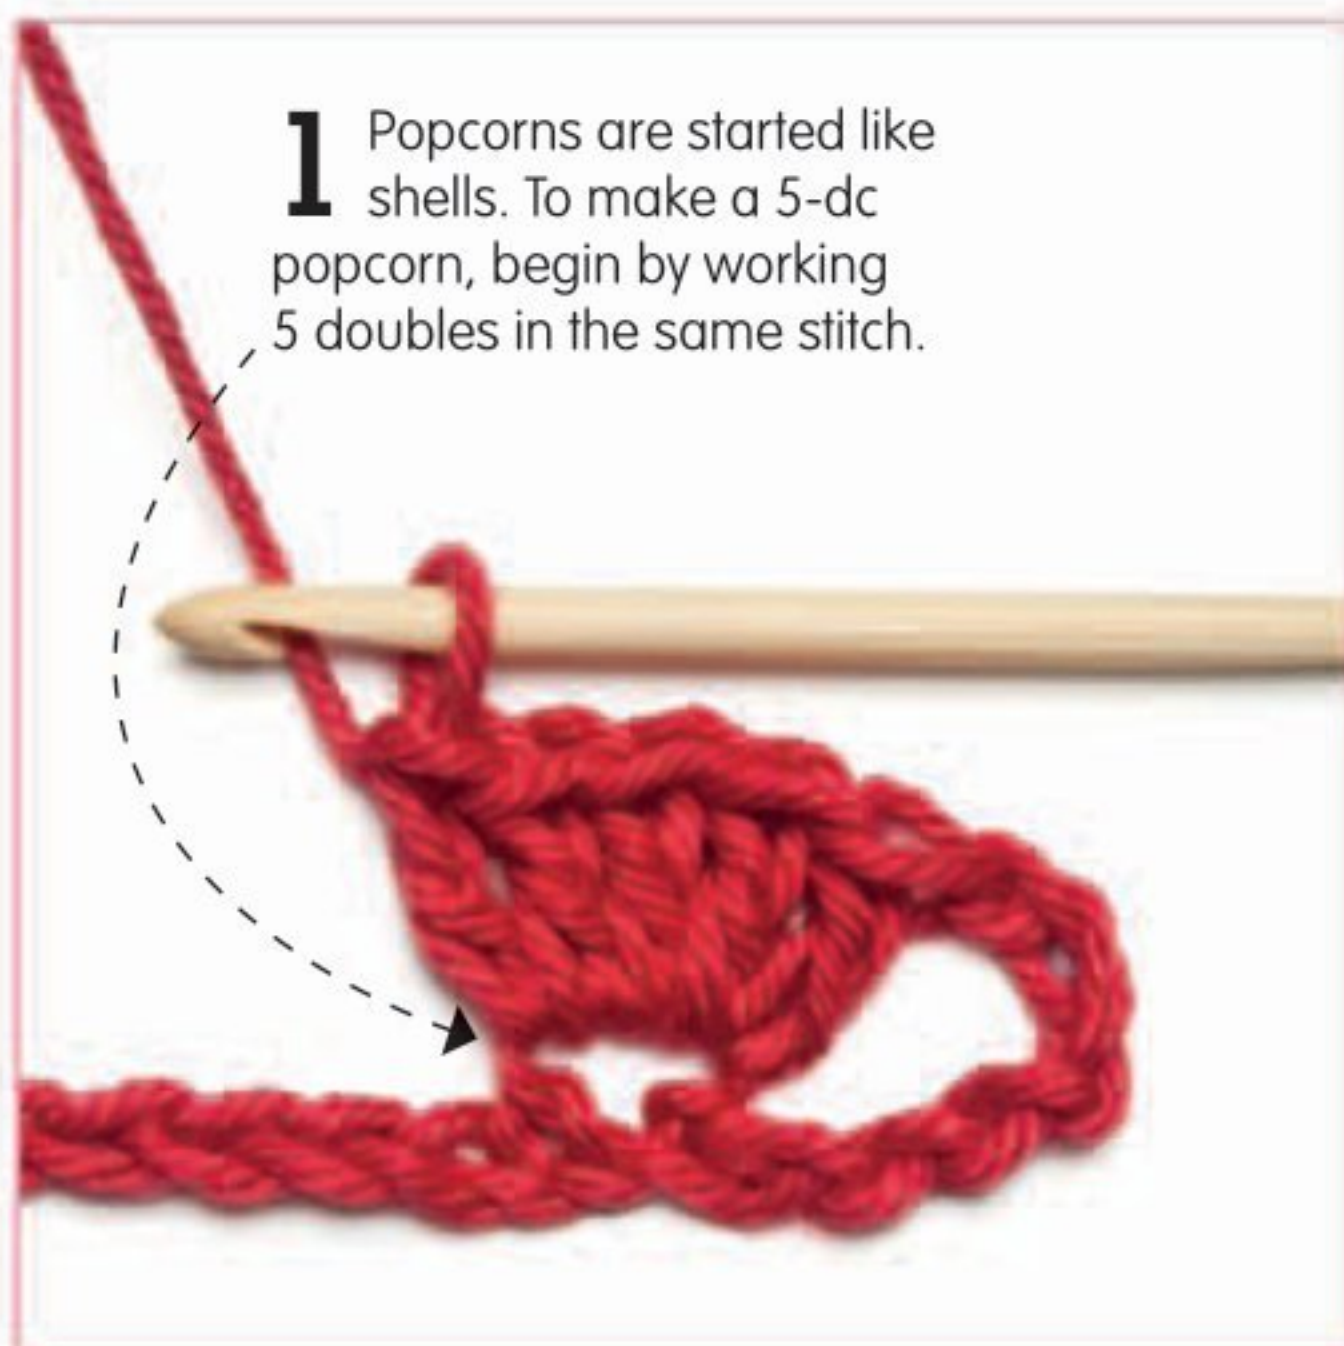 1 Popcorns are started like
shells. To make a 5-dc
popcorn, begin by working
5 doubles in the same stitch.